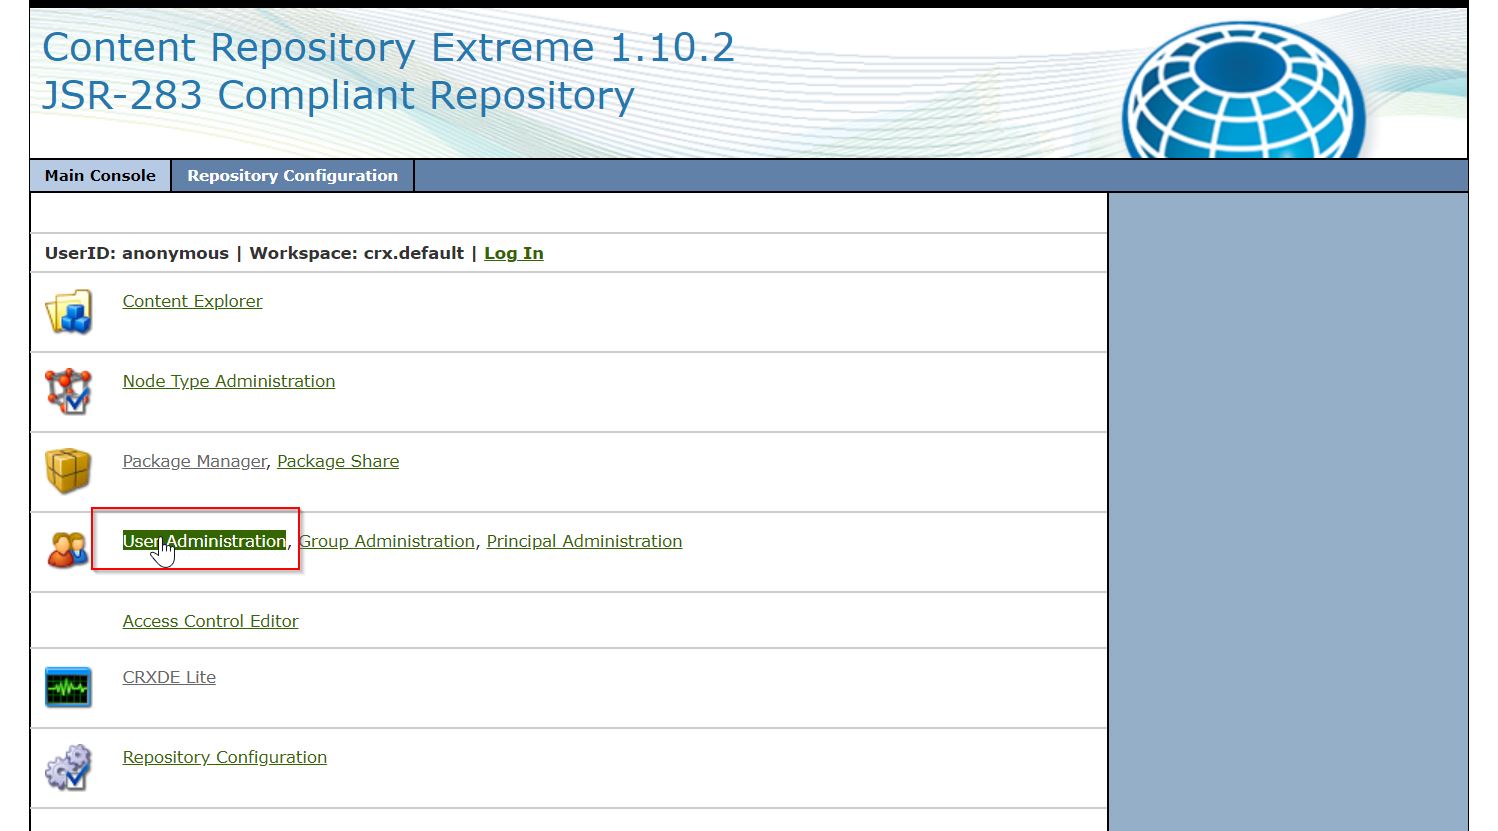 Content Repository Extreme 1.10.2
JSR-283 Compliant Repository
Main Console Repository Configuration
UserID: anonymous | Workspace: crx.default | Log In
Content Explorer
Node Type Administration
Package Manager, Package Share
User Administration, Group Administration, Principal Administration
Access Control Editor
CRXDE Lite
Repository Configuration